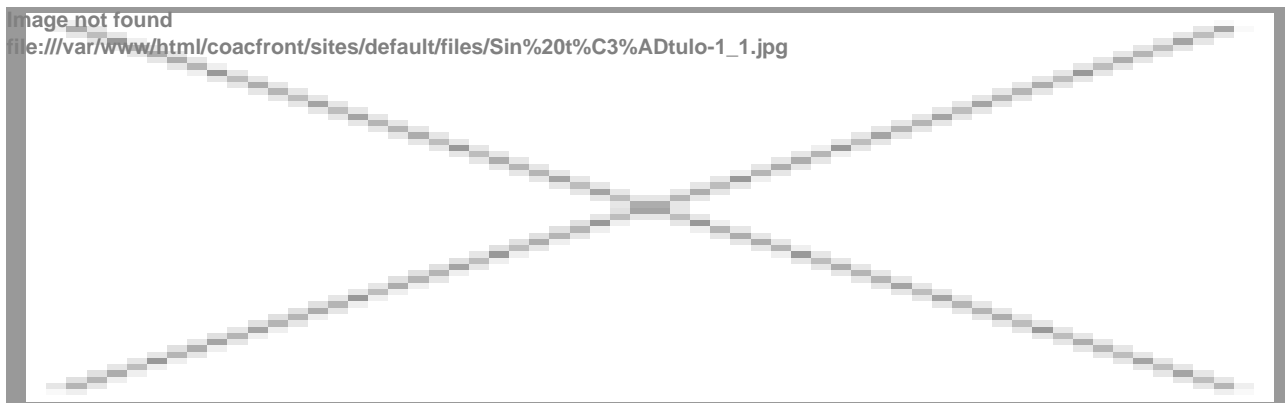 Image not found
file:///var/www/html/coacfront/sites/default/files/Sin%20t%C3%ADtulo-1_1.jpg